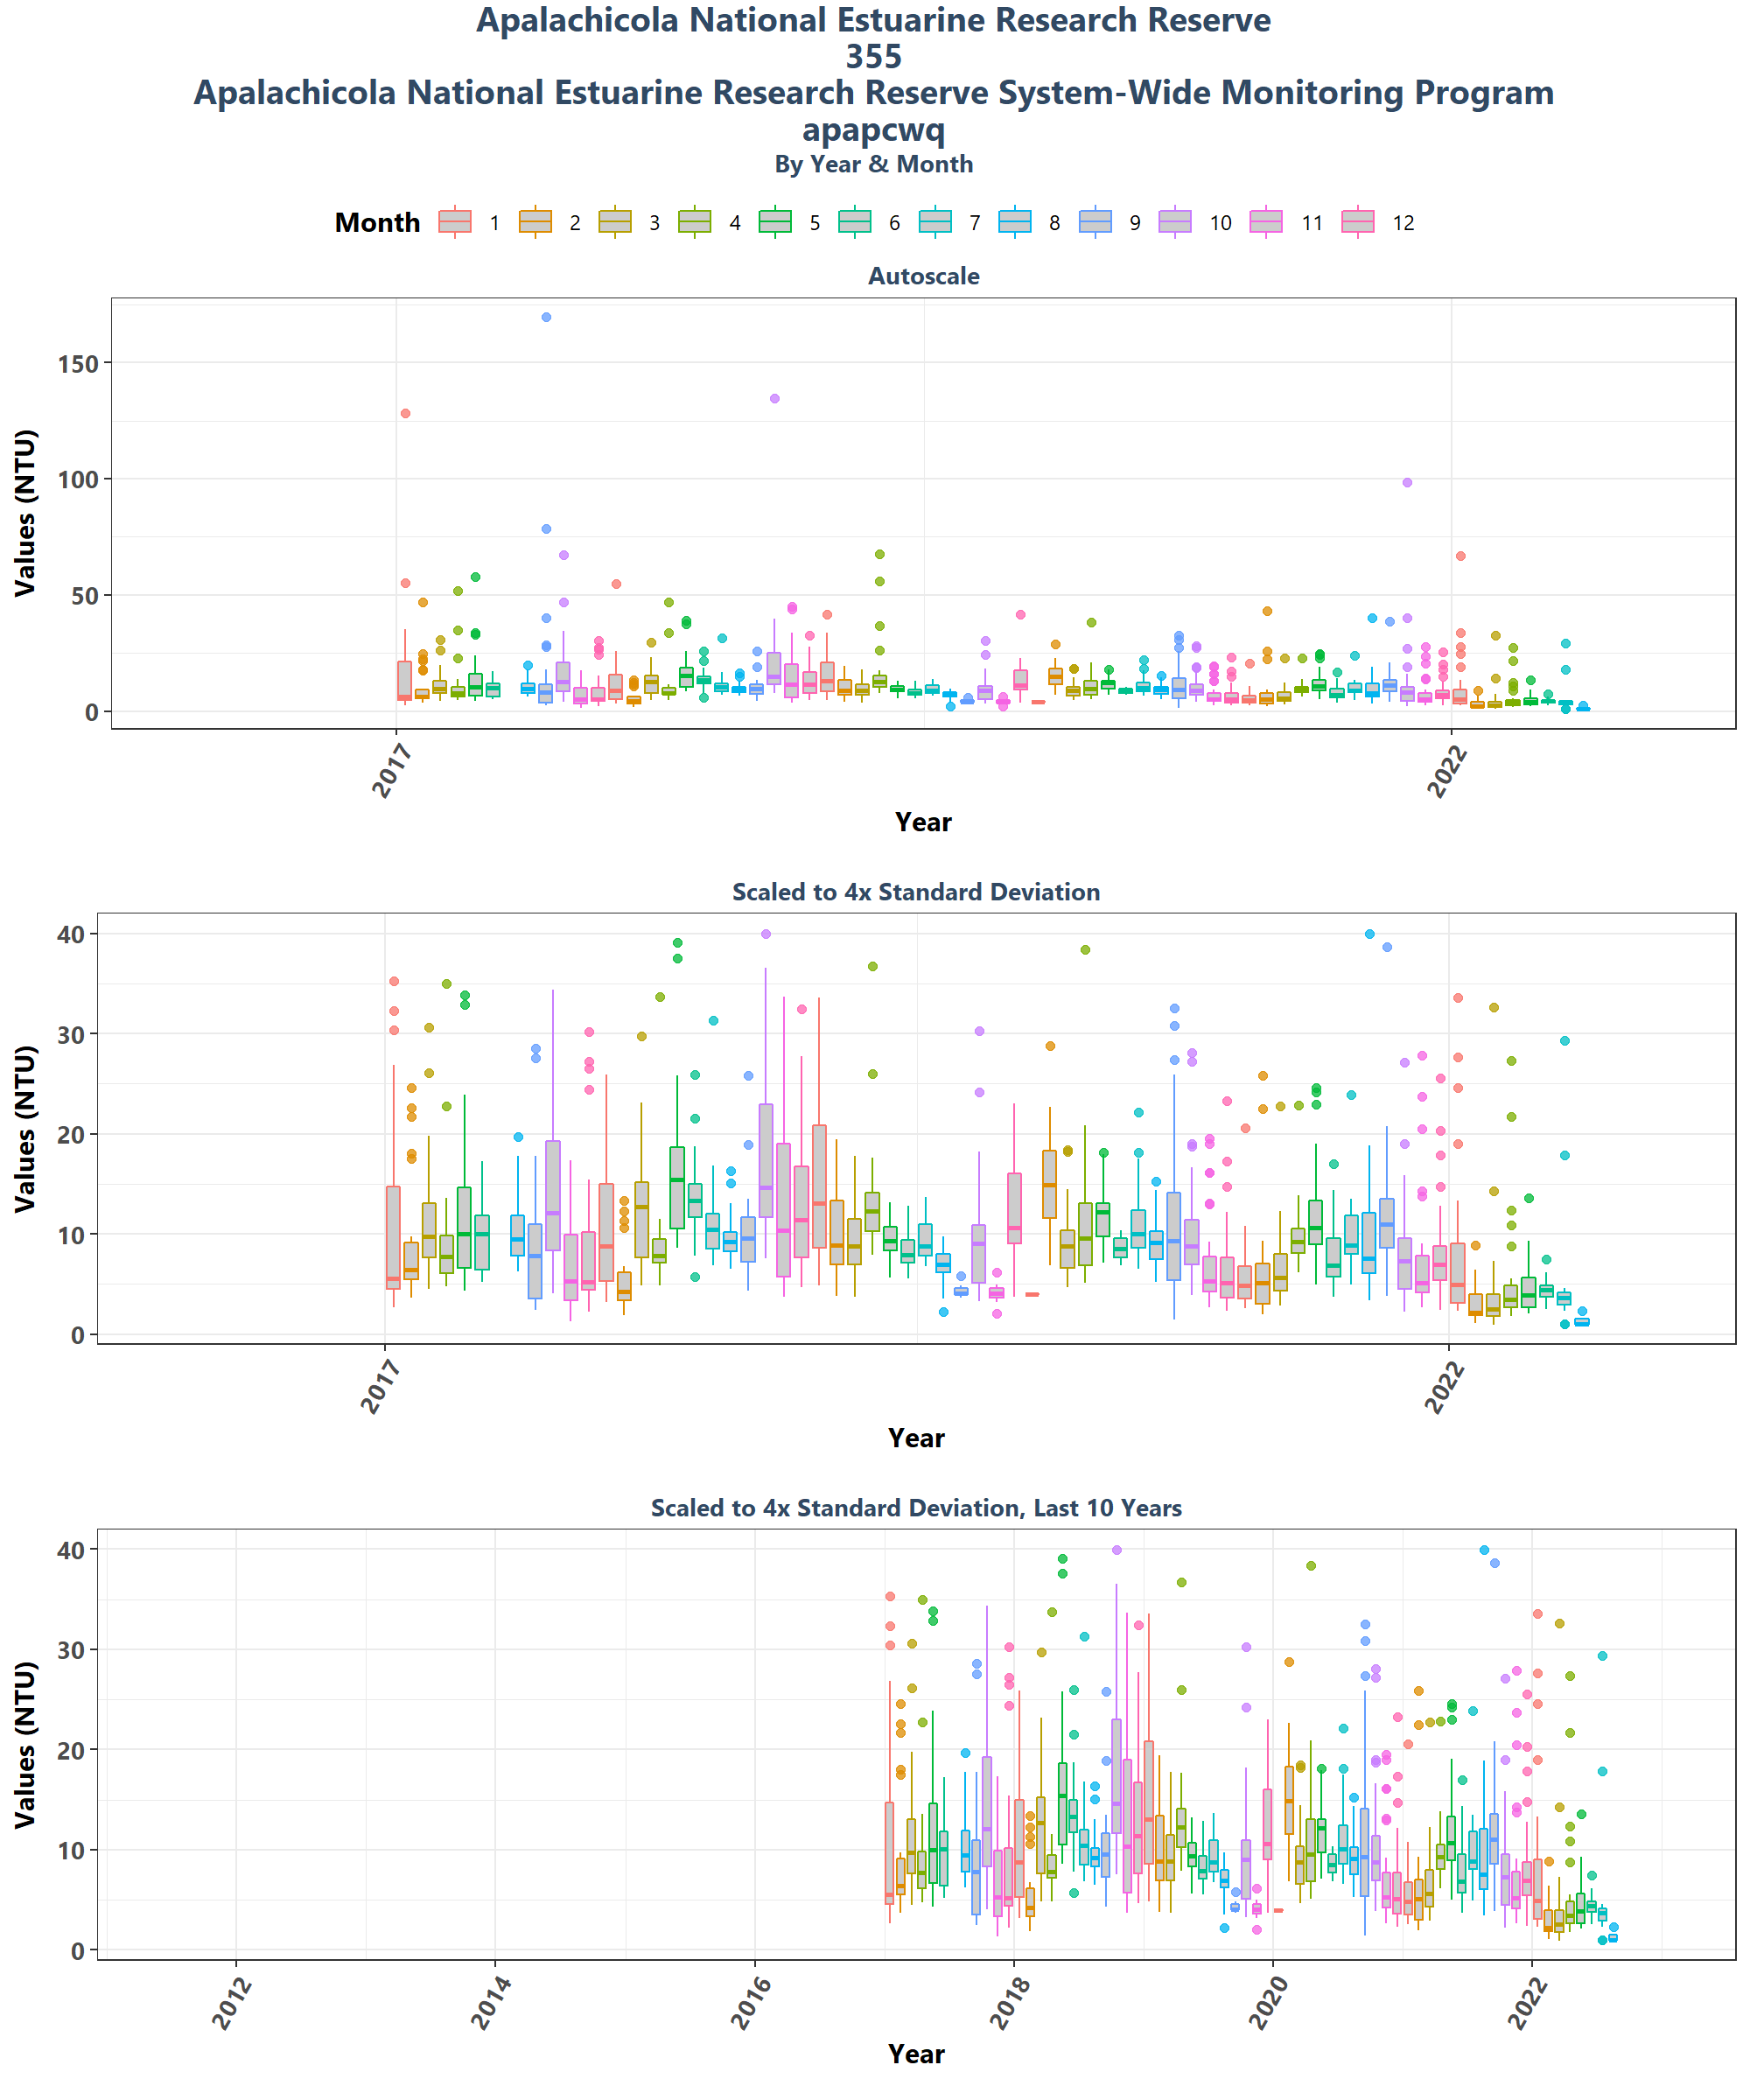 Apalachicola National Estuarine Research Reserve
355
Apalachicola National Estuarine Research Reserve System-Wide Monitoring Program
apapcwq
By Year & Month
Month 1 2 3 4 5 6 7 8 9 10 11 12
Autoscale
Values (NTU)
150
100
50
0
2017 2022
Year
Scaled to 4x Standard Deviation
Values (NTU)
40
30
20
10
0
2017 2022
Year
Scaled to 4x Standard Deviation, Last 10 Years
Values (NTU)
40
30
20
10
0
2012 2014 2016 2018 2020 2022
Year